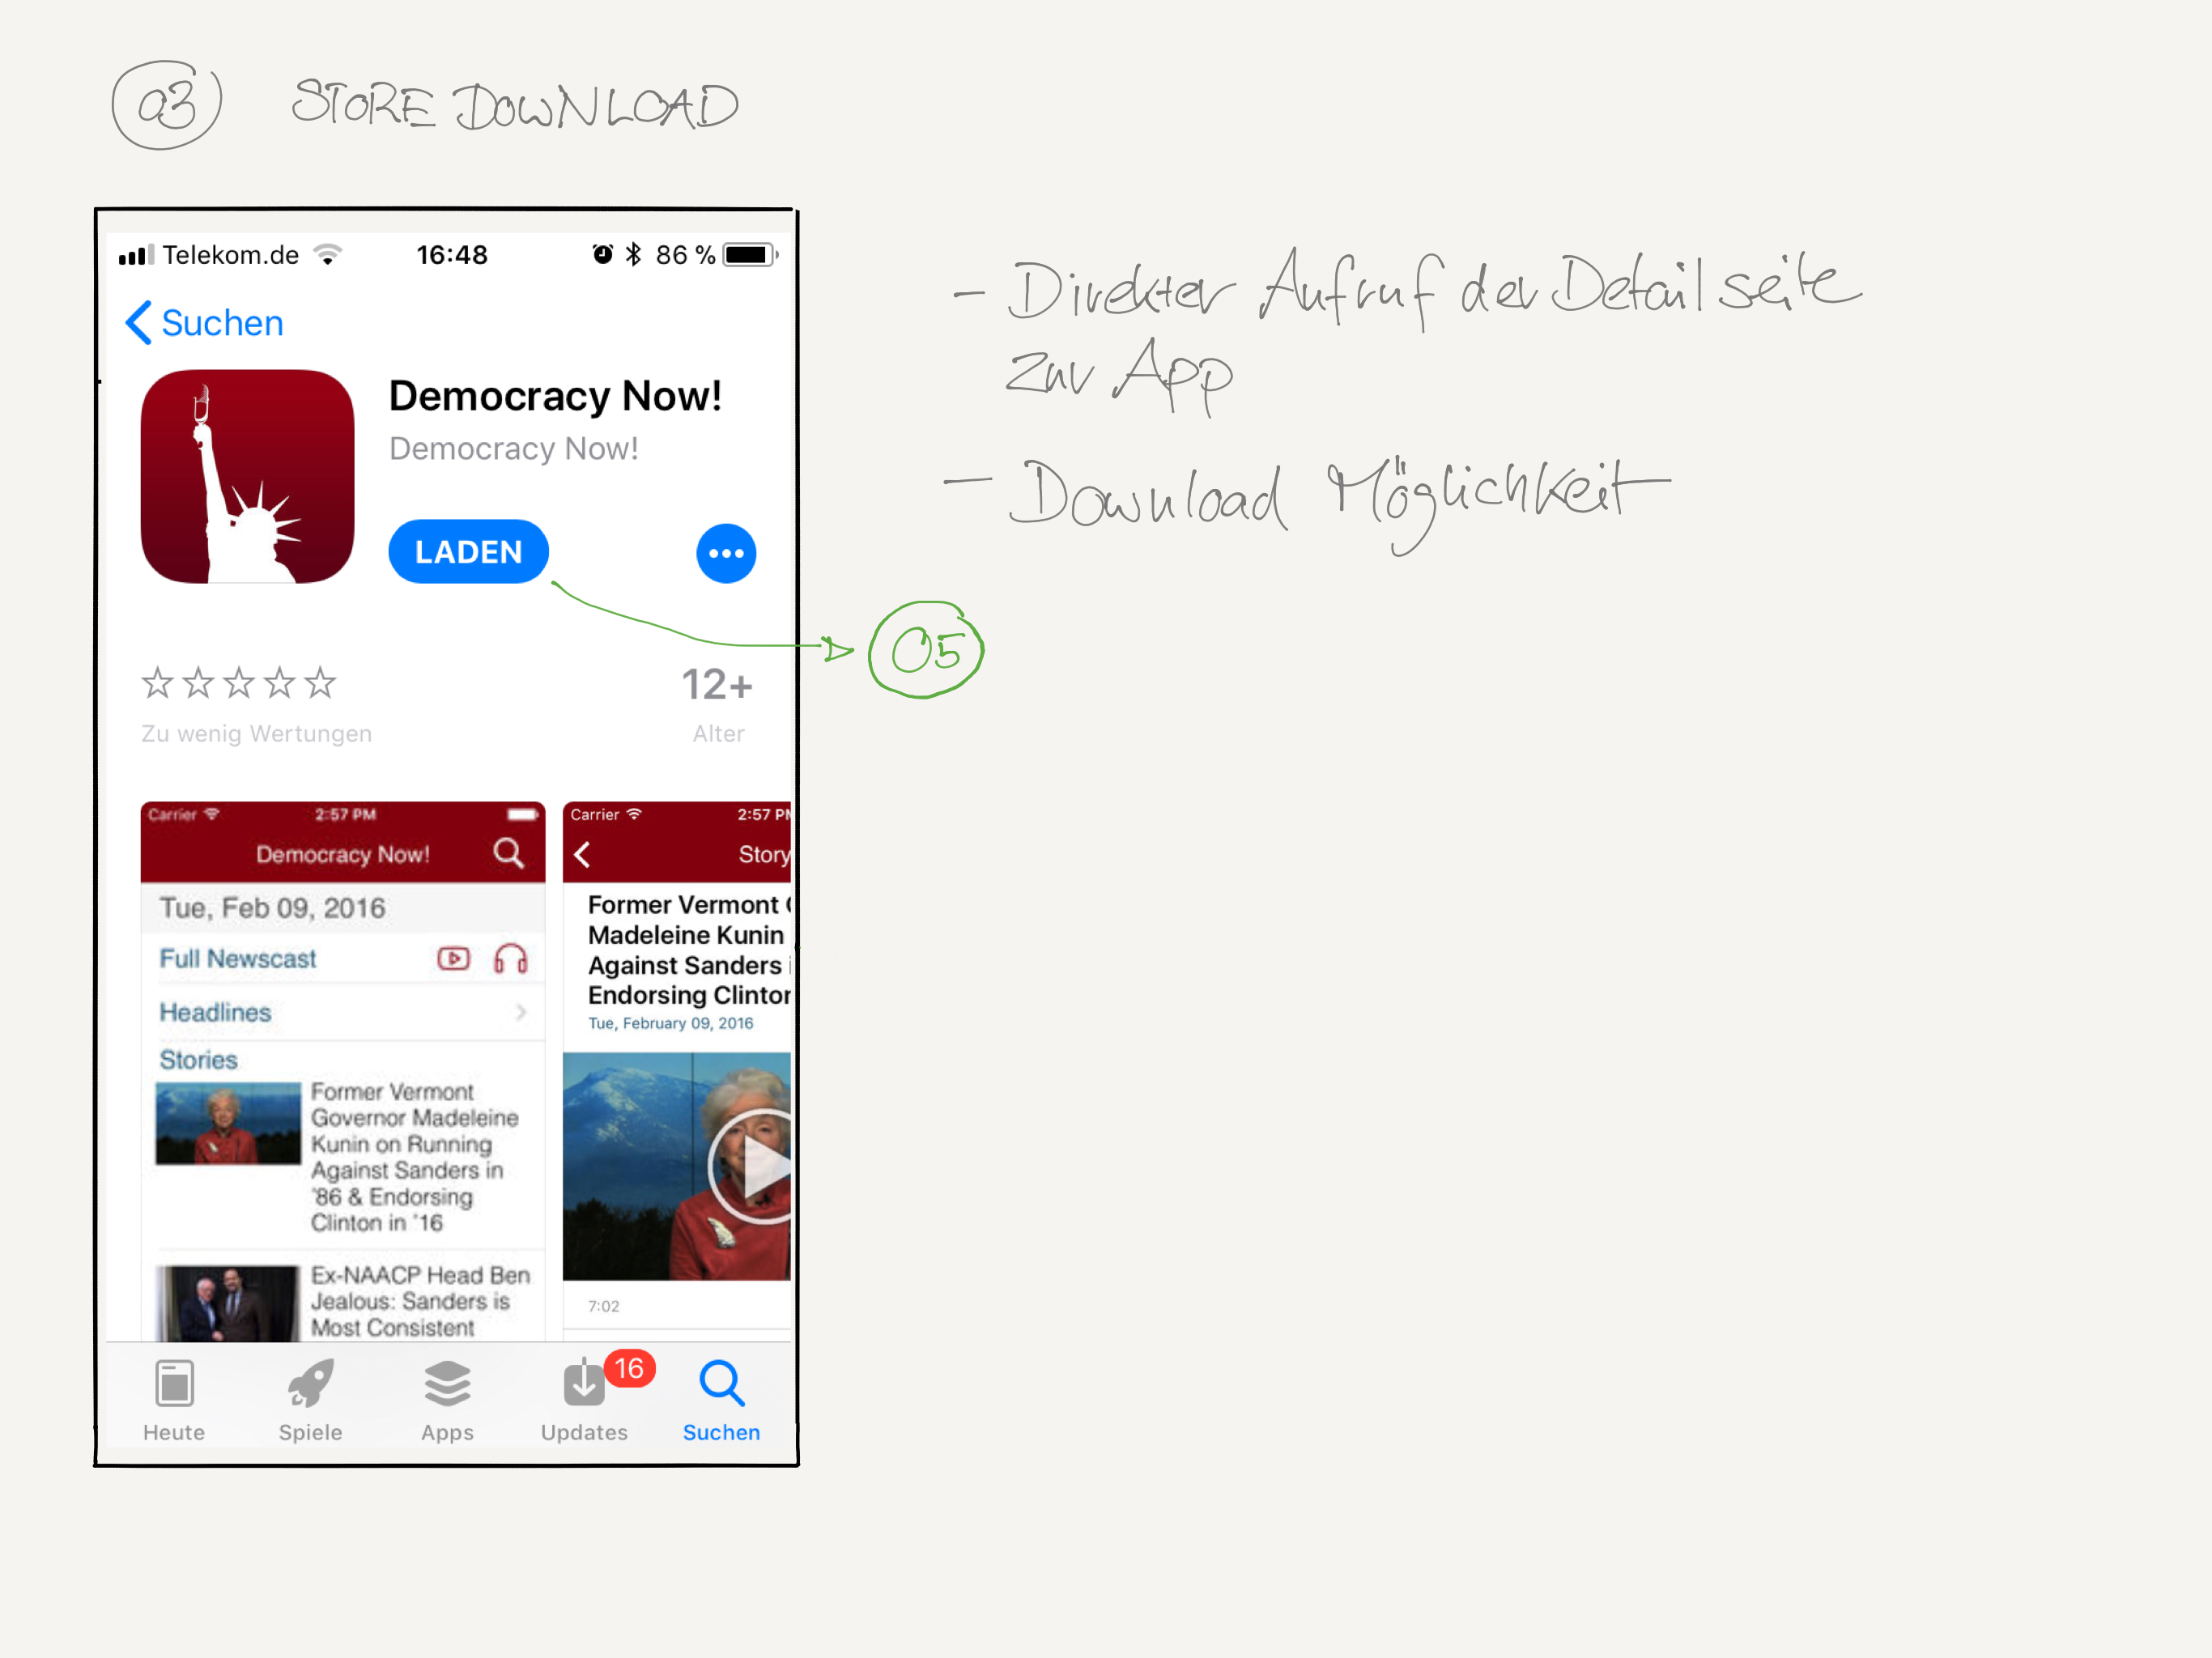 03 STORE DOWNLOAD
Telekom.de 16:48 86 %
Suchen
Democracy Now!
Democracy Now!
LADEN
Zu wenig Wertungen
12+
Alter
Carrier 2:57 PM
Democracy Now!
Tue, Feb 09, 2016
Full Newscast
Headlines
Stories
Former Vermont
Governor Madeleine
Kunin on Running
Against Sanders in
'86 & Endorsing
Clinton in '16
Ex-NAACP Head Ben
Jealous: Sanders is
Most Consistent
Carrier 2:57 PM
Story
Former Vermont
Madeleine Kunin
Against Sanders
Endorsing Clinton
Tue, February 09, 2016
7:02
Heute Spiele Apps Updates 16 Suchen
- Direkter Aufruf der Detailseite
zur App
- Download Möglichkeit
05